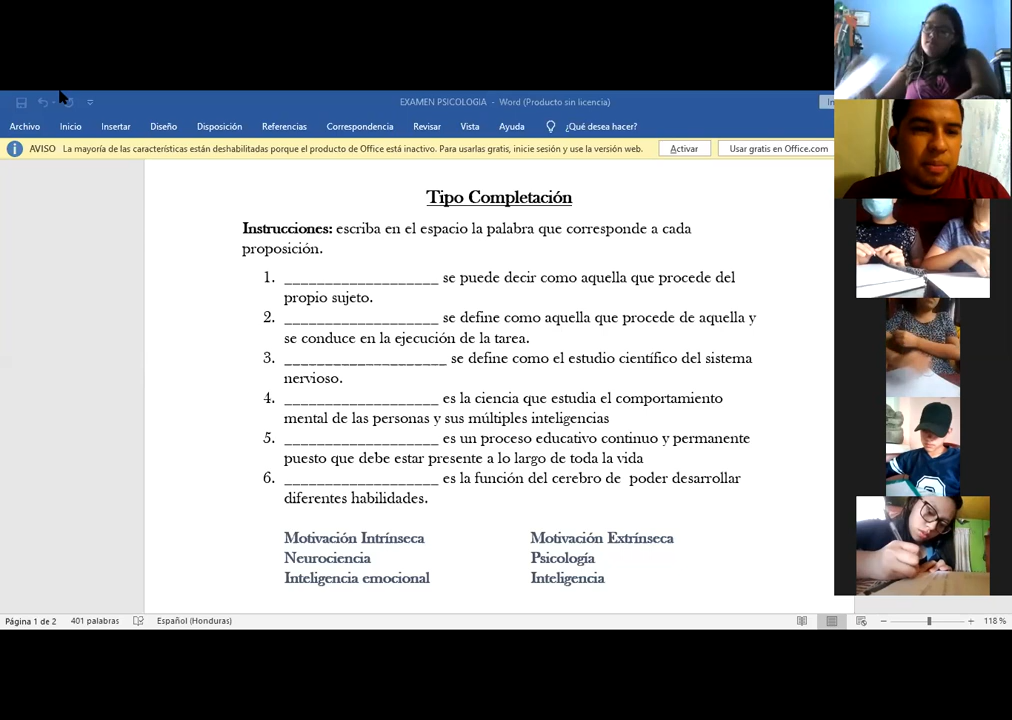 EXAMEN PSICOLOGIA - Word (Producto sin licencia)
Archivo Inicio Insertar Diseño Disposición Referencias Correspondencia Revisar Vista Ayuda ¿Qué desea hacer?
AVISO La mayoría de las características están deshabilitadas porque el producto de Office está inactivo. Para usarlas gratis, inicie sesión y use la versión web. Activar Usar gratis en Office.com
Tipo Completación
Instrucciones: escriba en el espacio la palabra que corresponde a cada
proposición.
1. ___________________ se puede decir como aquella que procede del
propio sujeto.
2. ___________________ se define como aquella que procede de aquella y
se conduce en la ejecución de la tarea.
3. ____________________ se define como el estudio científico del sistema
nervioso.
4. ___________________ es la ciencia que estudia el comportamiento
mental de las personas y sus múltiples inteligencias
5. ___________________ es un proceso educativo continuo y permanente
puesto que debe estar presente a lo largo de toda la vida
6. ___________________ es la función del cerebro de poder desarrollar
diferentes habilidades.
Motivación Intrínseca Motivación Extrínseca
Neurociencia Psicología
Inteligencia emocional Inteligencia
Página 1 de 2 401 palabras Español (Honduras) 118 %